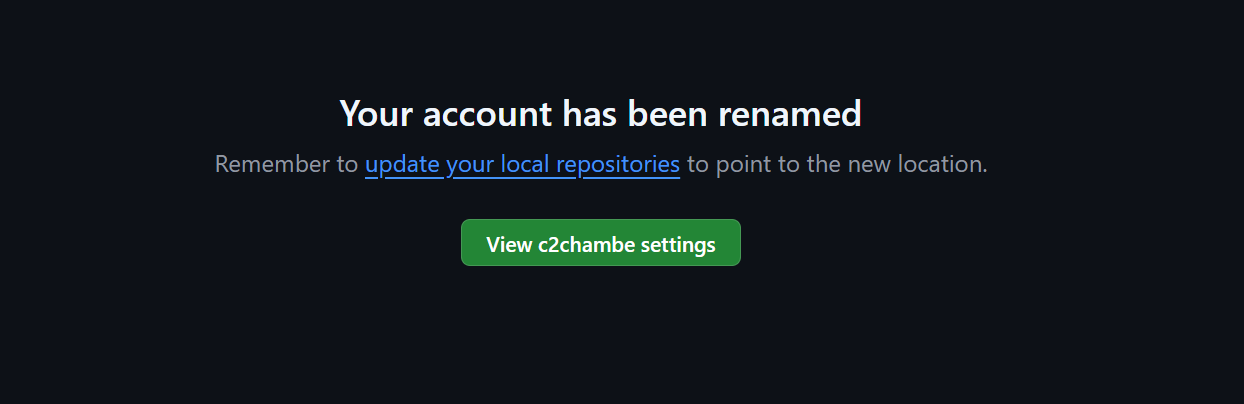 Your account has been renamed
Remember to update your local repositories to point to the new location.
View c2chambe settings